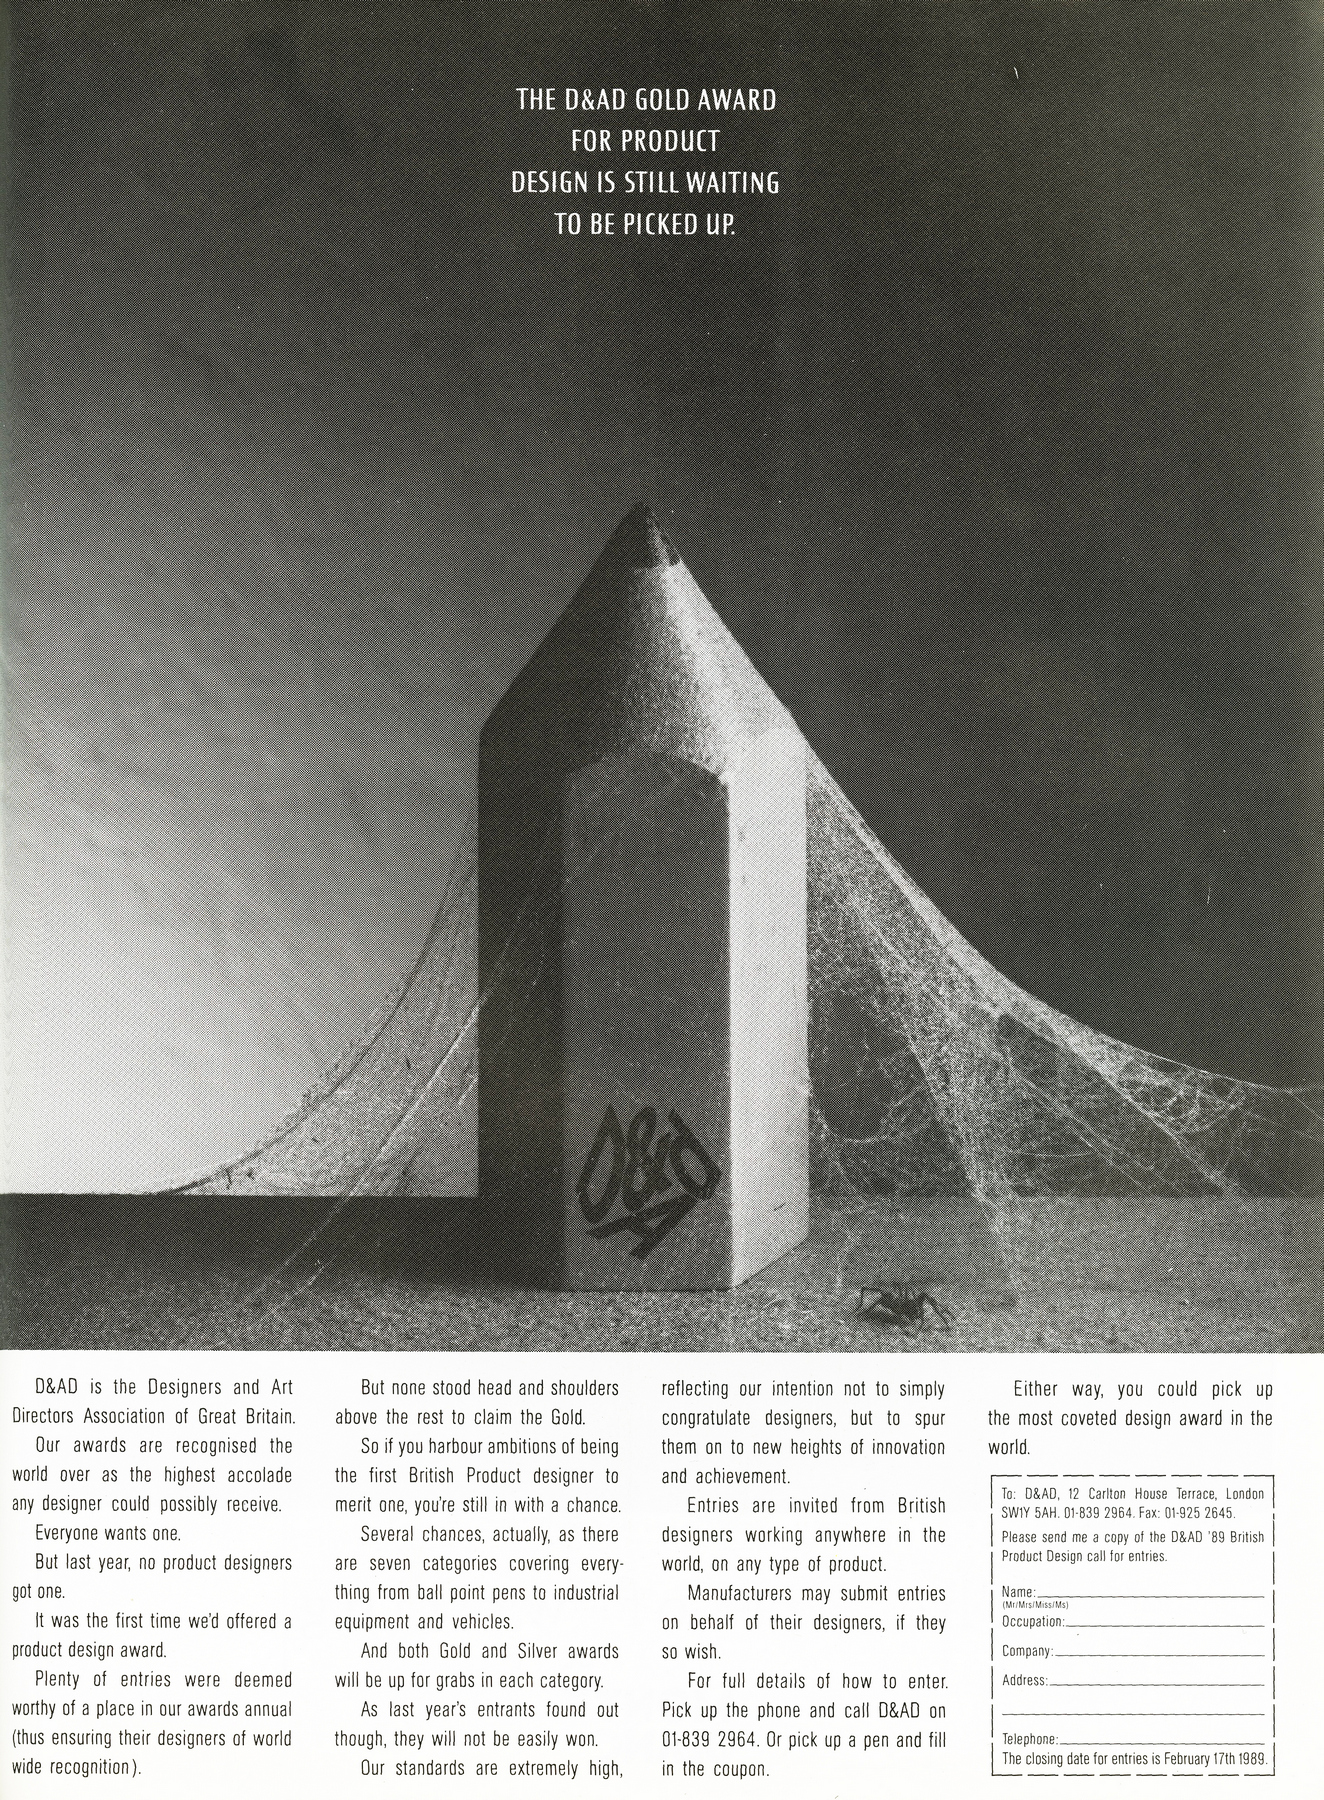 THE D&AD GOLD AWARD
FOR PRODUCT
DESIGN IS STILL WAITING
TO BE PICKED UP.
D&AD
D&AD is the Designers and Art
Directors Association of Great Britain.
Our awards are recognised the
world over as the highest accolade
any designer could possibly receive.
Everyone wants one.
But last year, no product designers
got one.
It was the first time we'd offered a
product design award.
Plenty of entries were deemed
worthy of a place in our awards annual
(thus ensuring their designers of world
wide recognition).
But none stood head and shoulders
above the rest to claim the Gold.
So if you harbour ambitions of being
the first British Product designer to
merit one, you're still in with a chance.
Several chances, actually, as there
are seven categories covering every-
thing from ball point pens to industrial
equipment and vehicles.
And both Gold and Silver awards
will be up for grabs in each category.
As last year's entrants found out
though, they will not be easily won.
Our standards are extremely high,
reflecting our intention not to simply
congratulate designers, but to spur
them on to new heights of innovation
and achievement.
Entries are invited from British
designers working anywhere in the
world, on any type of product.
Manufacturers may submit entries
on behalf of their designers, if they
so wish.
For full details of how to enter.
Pick up the phone and call D&AD on
01-839 2964. Or pick up a pen and fill
in the coupon.
Either way, you could pick up
the most coveted design award in the
world.
To: D&AD, 12 Carlton House Terrace, London
SW1Y 5AH. 01-839 2964. Fax: 01-925 2645.
Please send me a copy of the D&AD '89 British
Product Design call for entries.
Name:
(Mr/Mrs/Miss/Ms)
Occupation:
Company:
Address:
Telephone:
The closing date for entries is February 17th 1989.